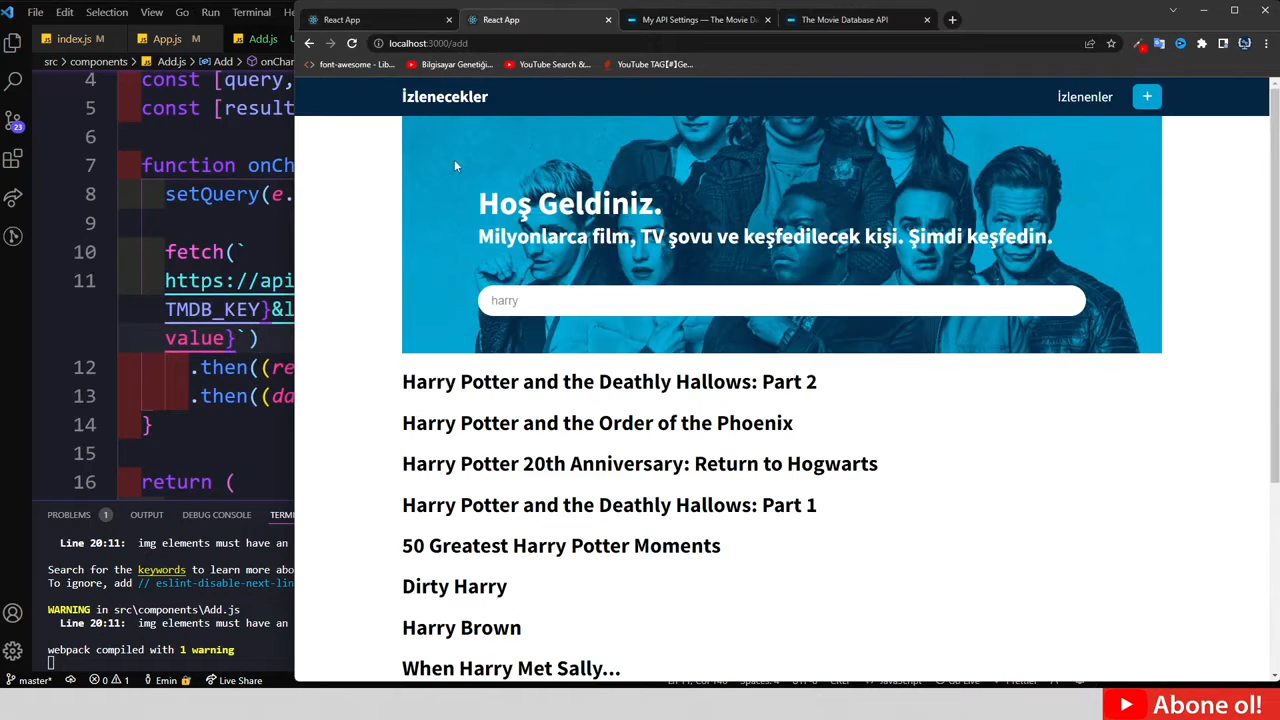 File Edit Selection View Go Run Terminal
index.js M App.js M Add.js
src > components > Add.js > Add > onChan
4 const [query,
5 const [result
6
7 function onCh
8 setQuery(e.
9
10 fetch(`
11 https://api
TMDB_KEY}&l
value}`)
12 .then((re
13 .then((da
14 }
15
16 return (
PROBLEMS 1 OUTPUT DEBUG CONSOLE TERM
Line 20:11: img elements must have an
Search for the keywords to learn more abo
To ignore, add // eslint-disable-next-lin
WARNING in src\components\Add.js
Line 20:11: img elements must have an
webpack compiled with 1 warning
master* 0 1 Emin Live Share
React App
React App
My API Settings — The Movie Da
The Movie Database API
localhost:3000/add
font-awesome - Lib...
Bilgisayar Genetiği...
YouTube Search &...
YouTube TAG【#】Ge...
İzlenecekler
İzlenenler +
Hoş Geldiniz.
Milyonlarca film, TV şovu ve keşfedilecek kişi. Şimdi keşfedin.
harry
Harry Potter and the Deathly Hallows: Part 2
Harry Potter and the Order of the Phoenix
Harry Potter 20th Anniversary: Return to Hogwarts
Harry Potter and the Deathly Hallows: Part 1
50 Greatest Harry Potter Moments
Dirty Harry
Harry Brown
When Harry Met Sally...
Abone ol!